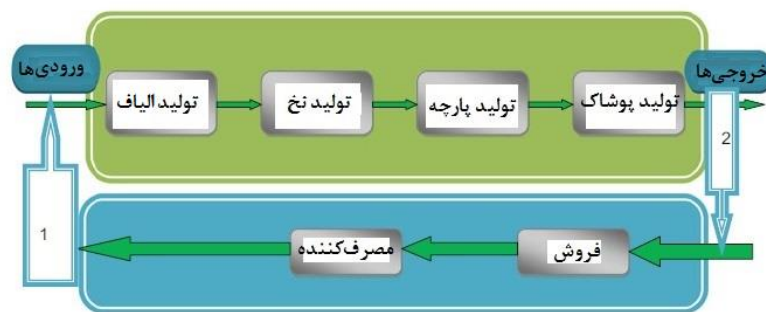 ورودی‌ها
خروجی‌ها
تولید الیاف
تولید نخ
تولید پارچه
تولید پوشاک
2
1
مصرف‌کننده
فروش